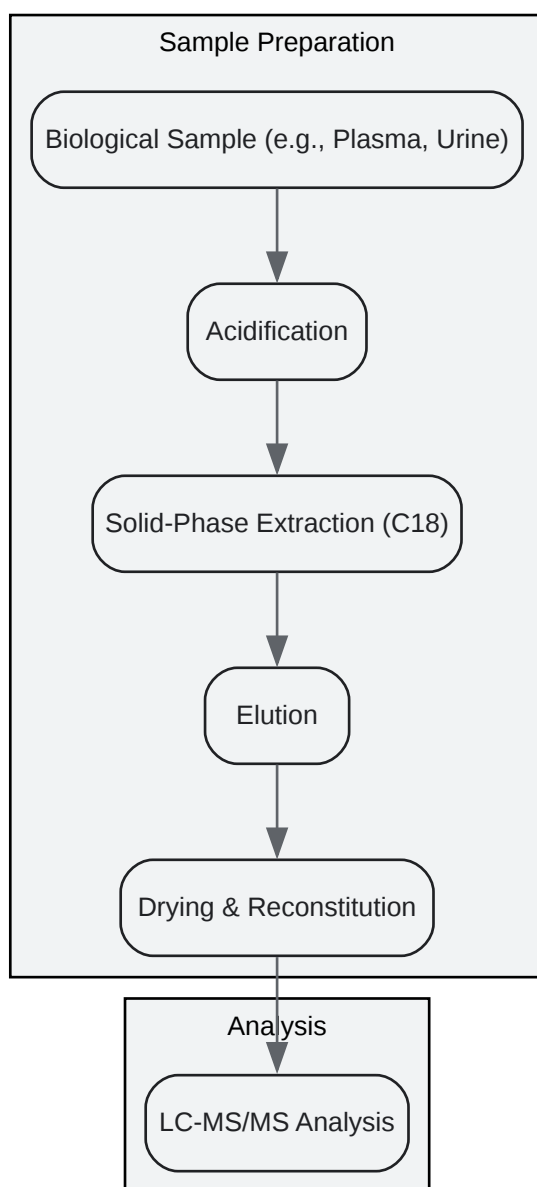 Sample Preparation
Biological Sample (e.g., Plasma, Urine)
Acidification
Solid-Phase Extraction (C18)
Elution
Drying & Reconstitution
Analysis
LC-MS/MS Analysis